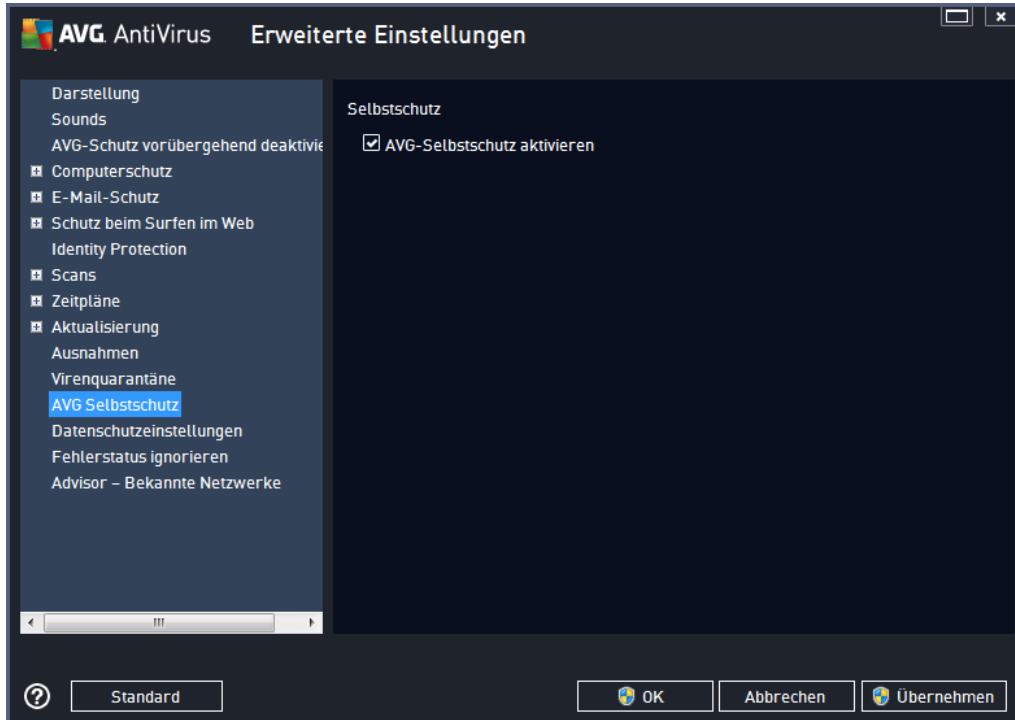 AVG. AntiVirus Erweiterte Einstellungen
Darstellung
Sounds
AVG-Schutz vorübergehend deaktivie
Computerschutz
E-Mail-Schutz
Schutz beim Surfen im Web
Identity Protection
Scans
Zeitpläne
Aktualisierung
Ausnahmen
Virenquarantäne
AVG Selbstschutz
Datenschutzeinstellungen
Fehlerstatus ignorieren
Advisor – Bekannte Netzwerke
Selbstschutz
AVG-Selbstschutz aktivieren
Standard
OK
Abbrechen
Übernehmen